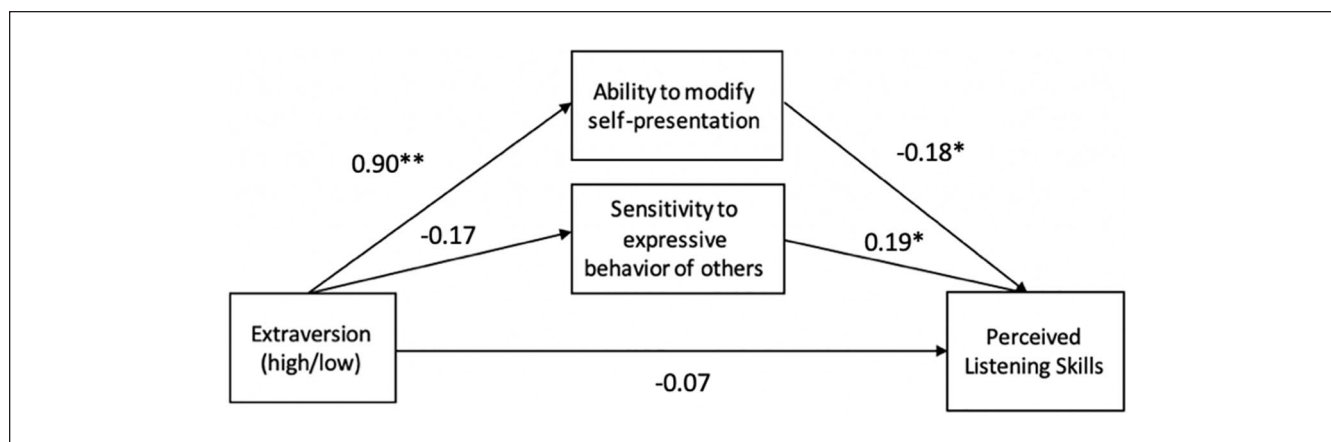 Ability to modify
self-presentation
0.90**
-0.18*
Sensitivity to
expressive
behavior of others
-0.17
0.19*
Extraversion
(high/low)
Perceived
Listening Skills
-0.07